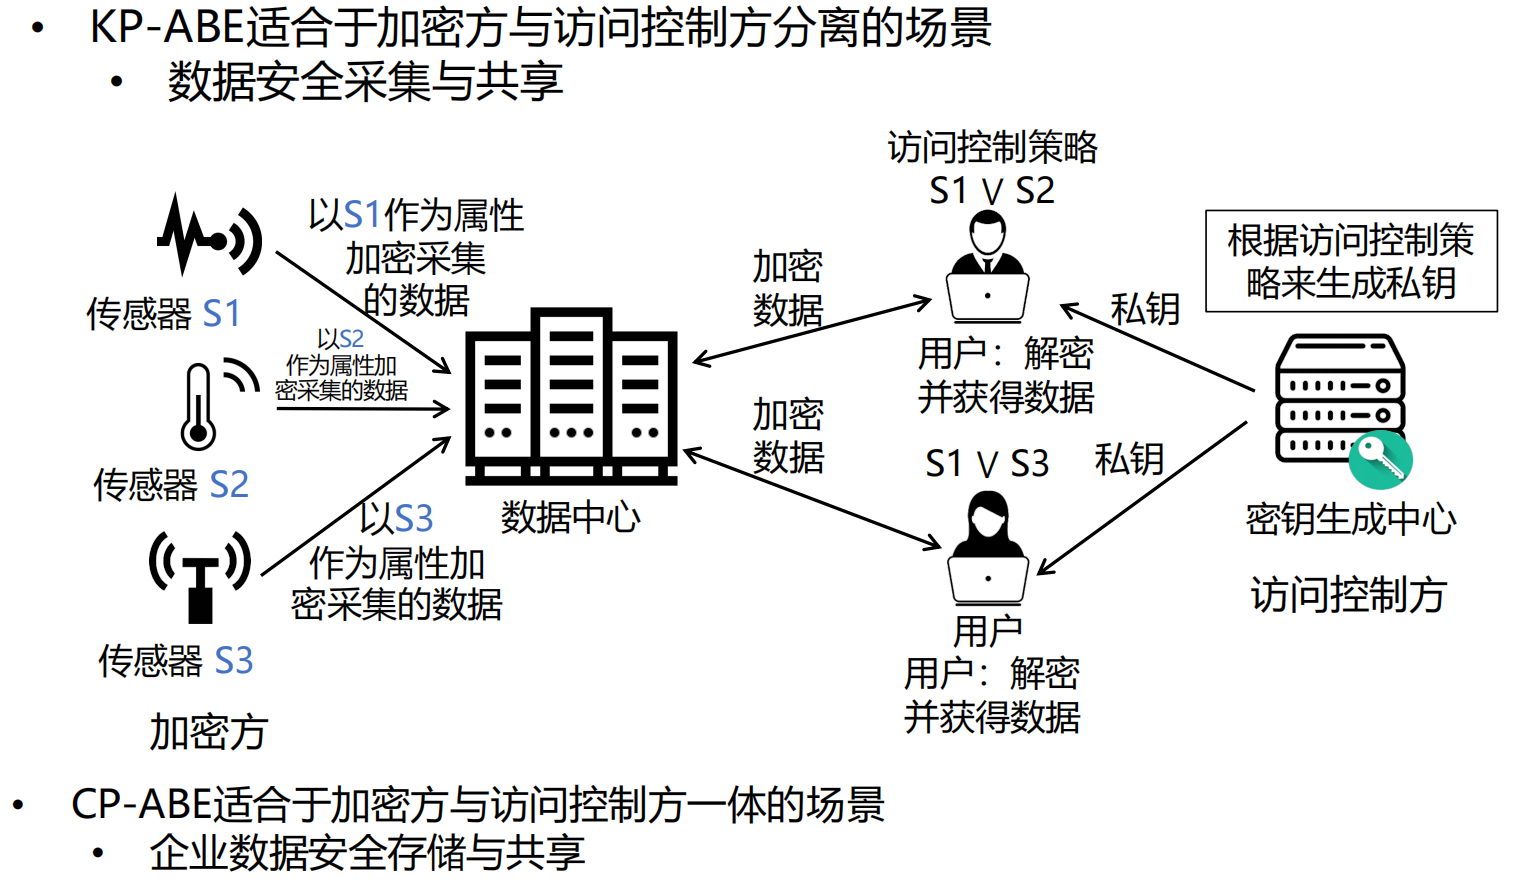 • KP-ABE适合于加密方与访问控制方分离的场景
• 数据安全采集与共享
以S1作为属性
加密采集
的数据
传感器 S1
以S2
作为属性加
密采集的数据
传感器 S2
以S3
作为属性加
密采集的数据
传感器 S3
加密方
数据中心
加密
数据
加密
数据
访问控制策略
S1 ∨ S2
用户：解密
并获得数据
S1 ∨ S3
用户
用户：解密
并获得数据
私钥
私钥
根据访问控制策
略来生成私钥
密钥生成中心
访问控制方
• CP-ABE适合于加密方与访问控制方一体的场景
• 企业数据安全存储与共享